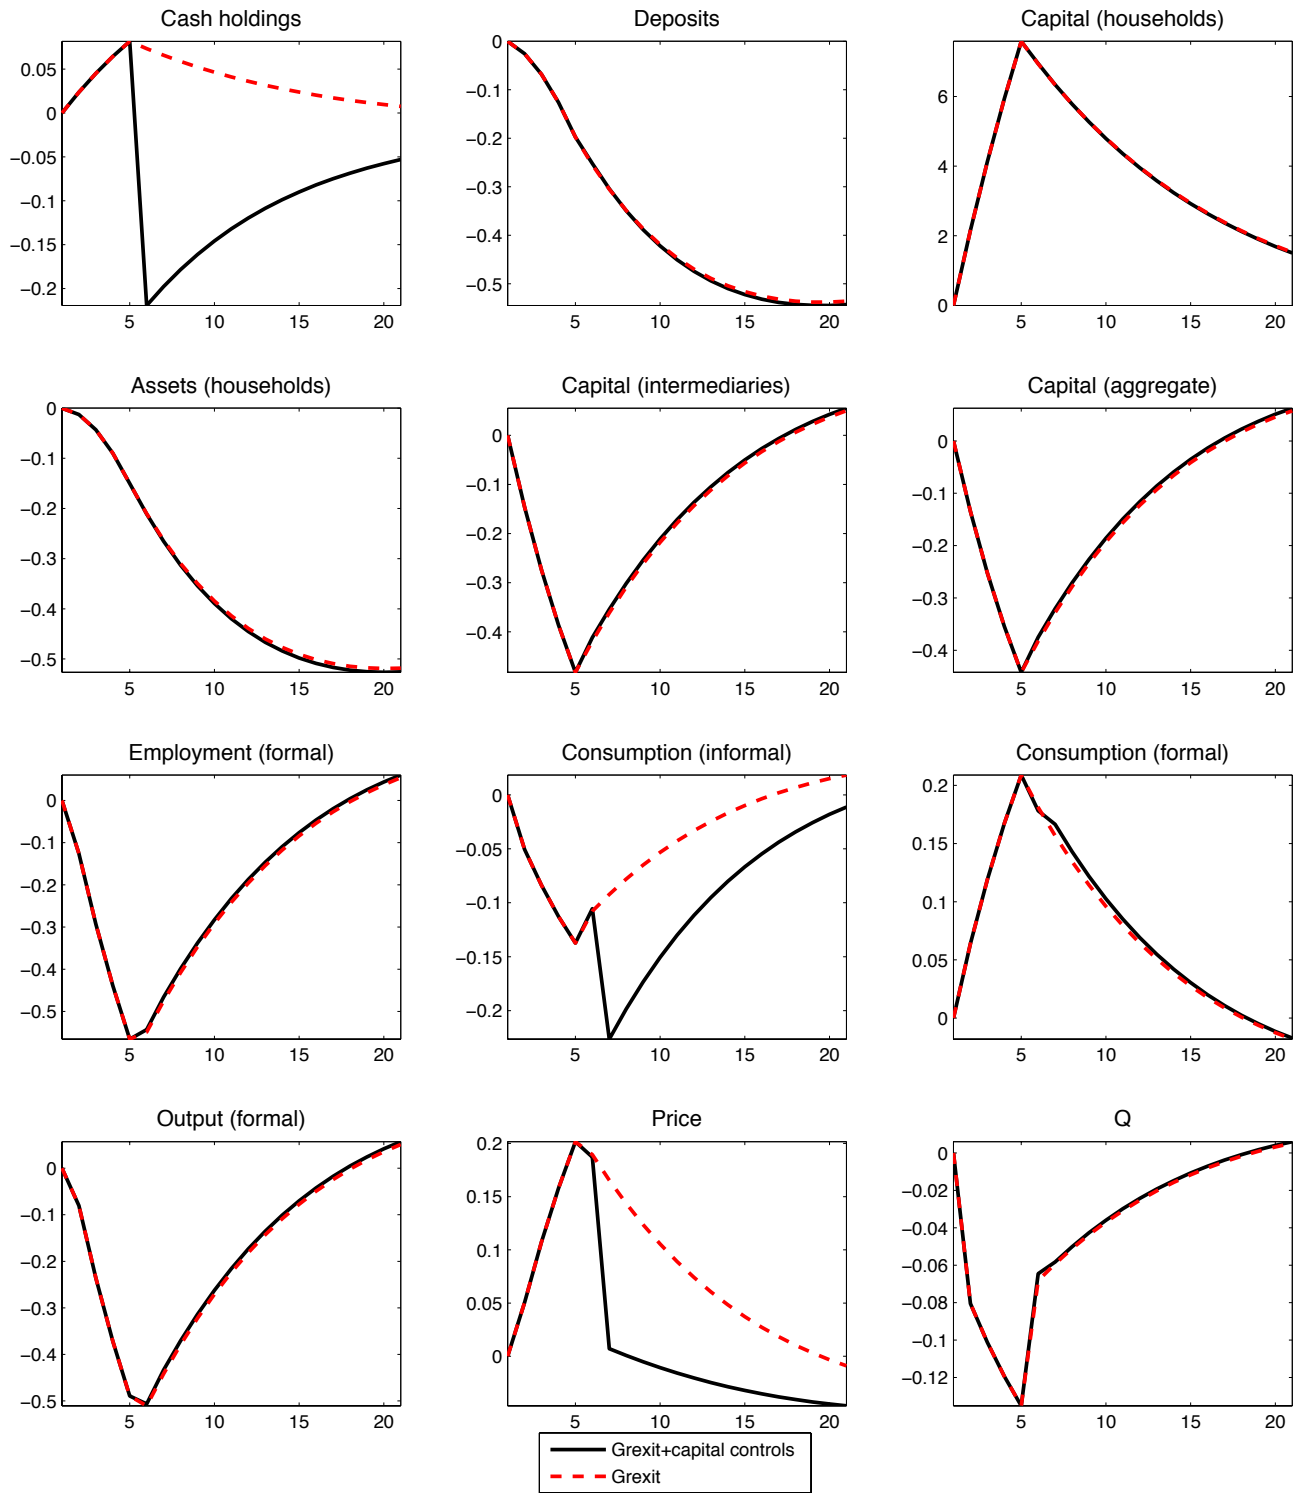 Cash holdings
0.05
0
−0.05
−0.1
−0.15
−0.2
5 10 15 20
Deposits
0
−0.1
−0.2
−0.3
−0.4
−0.5
5 10 15 20
Capital (households)
6
4
2
0
5 10 15 20
Assets (households)
0
−0.1
−0.2
−0.3
−0.4
−0.5
5 10 15 20
Capital (intermediaries)
0
−0.1
−0.2
−0.3
−0.4
5 10 15 20
Capital (aggregate)
0
−0.1
−0.2
−0.3
−0.4
5 10 15 20
Employment (formal)
0
−0.1
−0.2
−0.3
−0.4
−0.5
5 10 15 20
Consumption (informal)
0
−0.05
−0.1
−0.15
−0.2
5 10 15 20
Consumption (formal)
0.2
0.15
0.1
0.05
0
5 10 15 20
Output (formal)
0
−0.1
−0.2
−0.3
−0.4
−0.5
5 10 15 20
Price
0.2
0.15
0.1
0.05
0
5 10 15 20
Q
0
−0.02
−0.04
−0.06
−0.08
−0.1
−0.12
5 10 15 20
Grexit+capital controls
Grexit